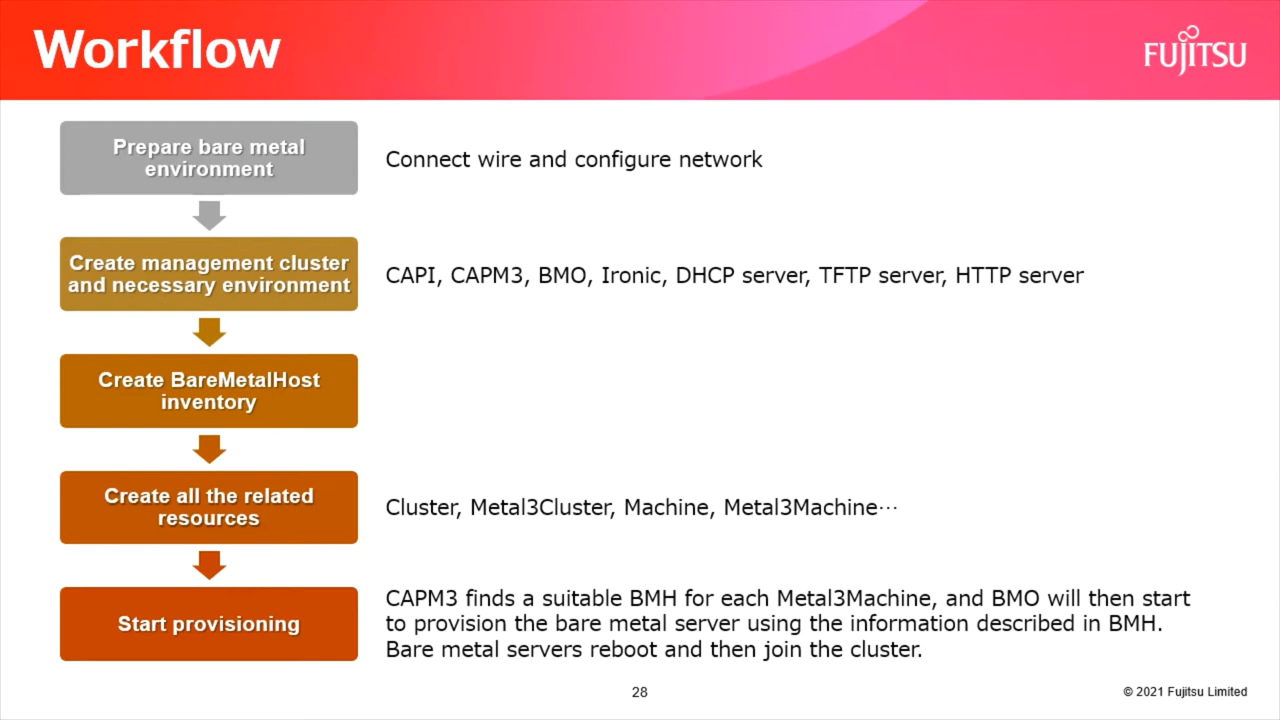 Workflow
FUJITSU
Prepare bare metal
environment
Connect wire and configure network
Create management cluster
and necessary environment
CAPI, CAPM3, BMO, Ironic, DHCP server, TFTP server, HTTP server
Create BareMetalHost
inventory
Create all the related
resources
Cluster, Metal3Cluster, Machine, Metal3Machine⋯
Start provisioning
CAPM3 finds a suitable BMH for each Metal3Machine, and BMO will then start
to provision the bare metal server using the information described in BMH.
Bare metal servers reboot and then join the cluster.
28
© 2021 Fujitsu Limited